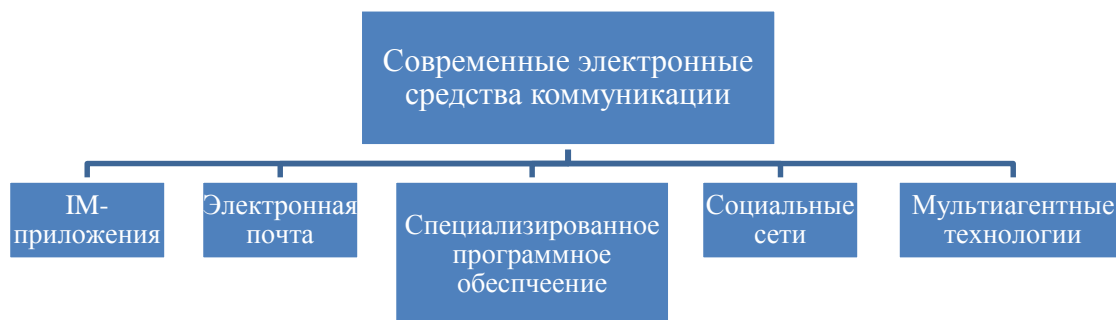 Современные электронные
средства коммуникации
IM-
приложения
Электронная
почта
Специализированное
программное
обеспчеение
Социальные
сети
Мультиагентные
технологии